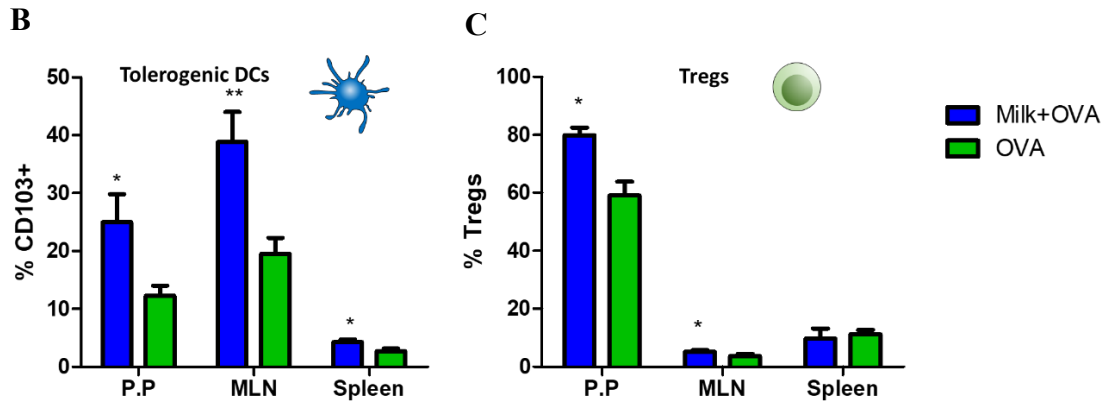 B
Tolerogenic DCs
% CD103+
50
40
30
20
10
0
*
**
*
P.P MLN Spleen
C
Tregs
% Tregs
100
80
60
40
20
0
*
*
P.P MLN Spleen
Milk+OVA
OVA